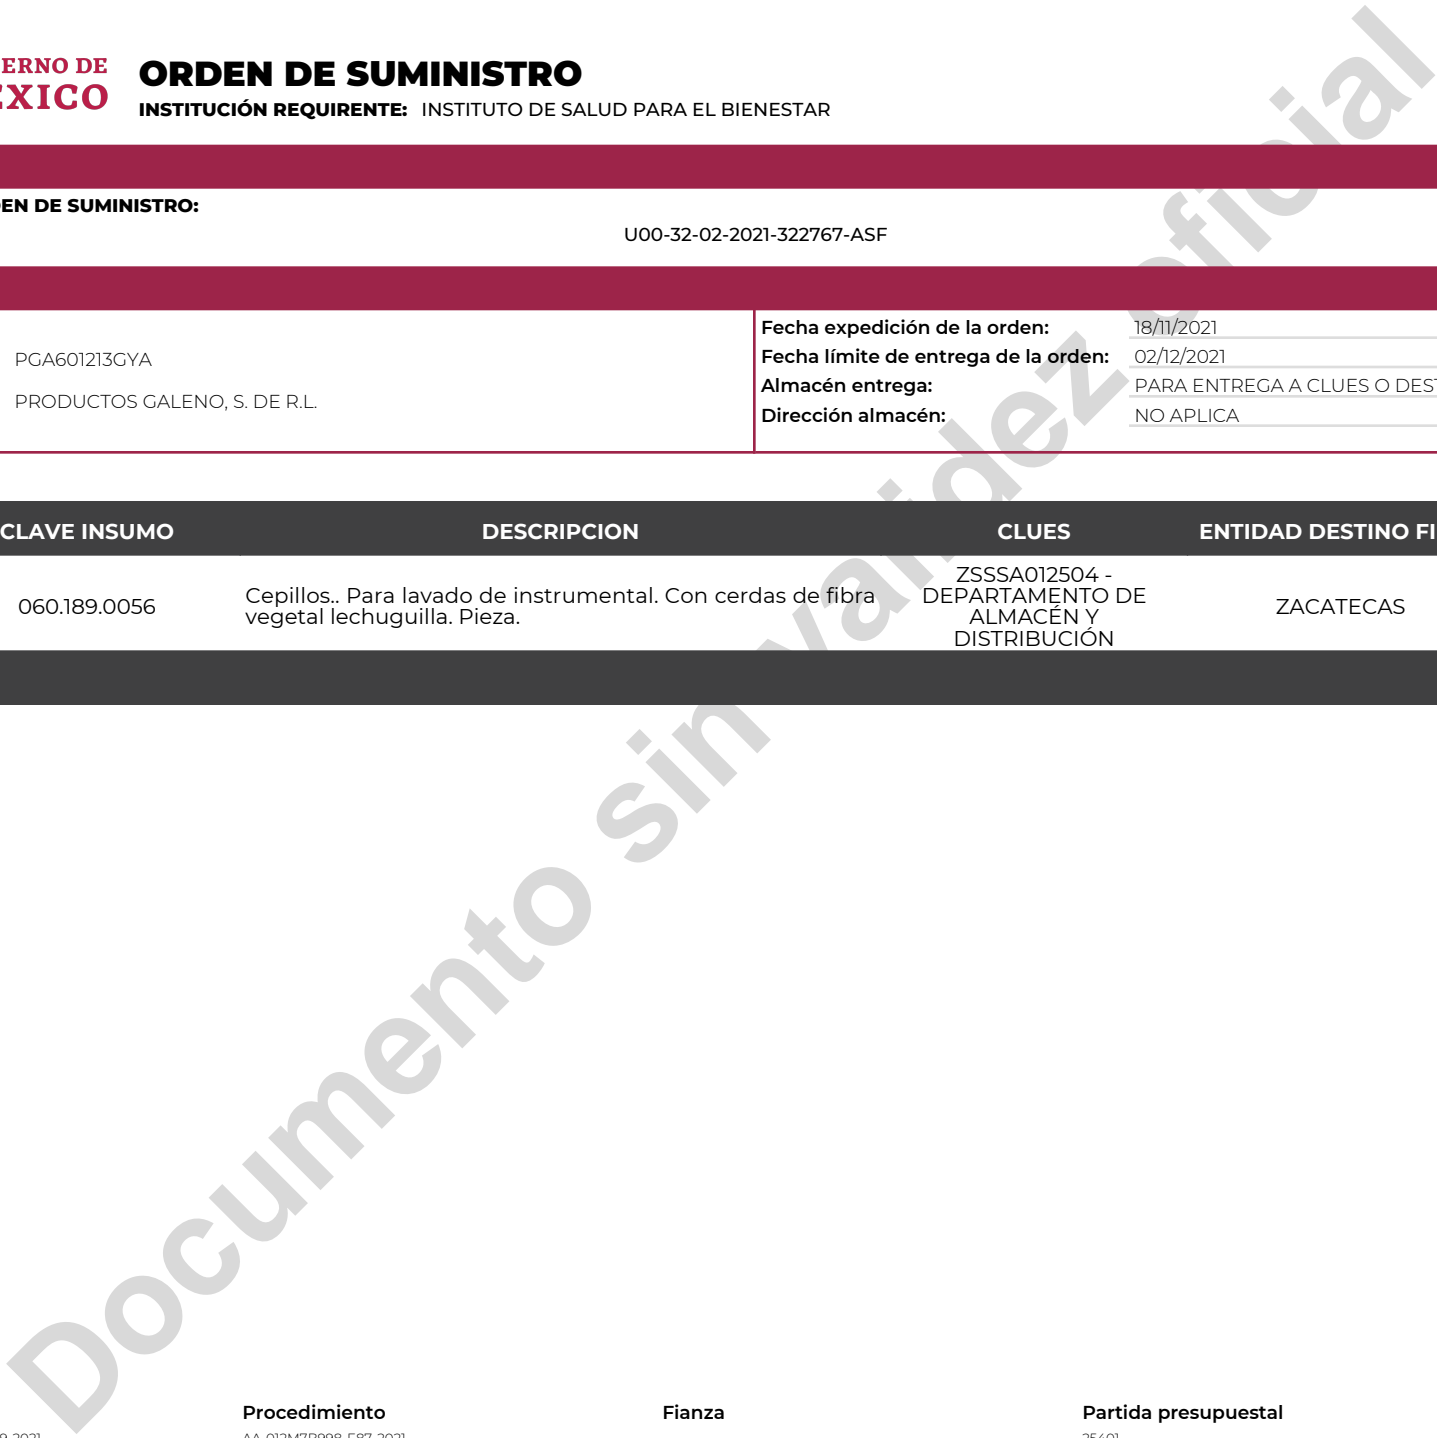 ERNO DE
EXICO
ORDEN DE SUMINISTRO
INSTITUCIÓN REQUIRENTE: INSTITUTO DE SALUD PARA EL BIENESTAR
EN DE SUMINISTRO:
U00-32-02-2021-322767-ASF
PGA601213GYA
PRODUCTOS GALENO, S. DE R.L.
Fecha expedición de la orden: 18/11/2021
Fecha límite de entrega de la orden: 02/12/2021
Almacén entrega: PARA ENTREGA A CLUES O DEST
Dirección almacén: NO APLICA
CLAVE INSUMO DESCRIPCION CLUES ENTIDAD DESTINO FI
060.189.0056
Cepillos.. Para lavado de instrumental. Con cerdas de fibra
vegetal lechuguilla. Pieza.
ZSSSA012504 -
DEPARTAMENTO DE
ALMACÉN Y
DISTRIBUCIÓN
ZACATECAS
Documento sin validez oficial
Procedimiento Fianza Partida presupuestal